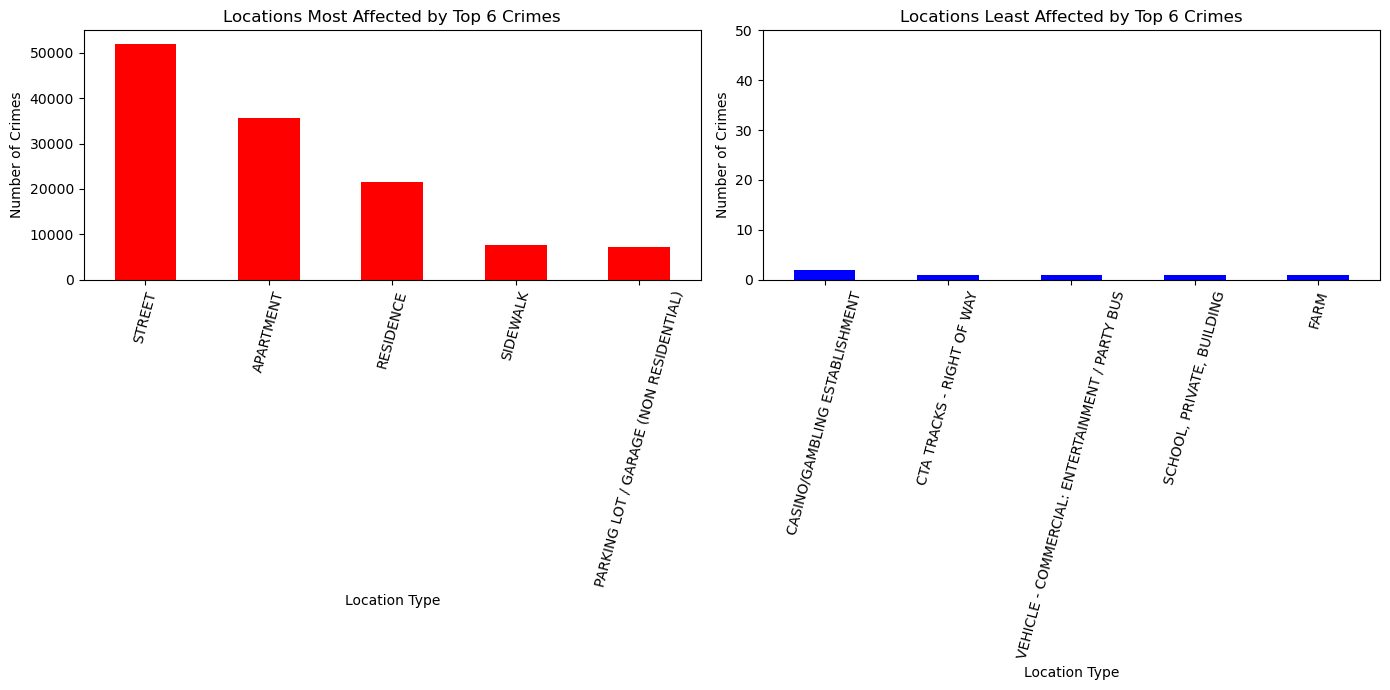 Locations Most Affected by Top 6 Crimes
Number of Crimes
50000
40000
30000
20000
10000
0
STREET
APARTMENT
RESIDENCE
SIDEWALK
PARKING LOT / GARAGE (NON RESIDENTIAL)
Location Type
Locations Least Affected by Top 6 Crimes
Number of Crimes
50
40
30
20
10
0
CASINO/GAMBLING ESTABLISHMENT
CTA TRACKS - RIGHT OF WAY
VEHICLE - COMMERCIAL: ENTERTAINMENT / PARTY BUS
SCHOOL, PRIVATE, BUILDING
FARM
Location Type